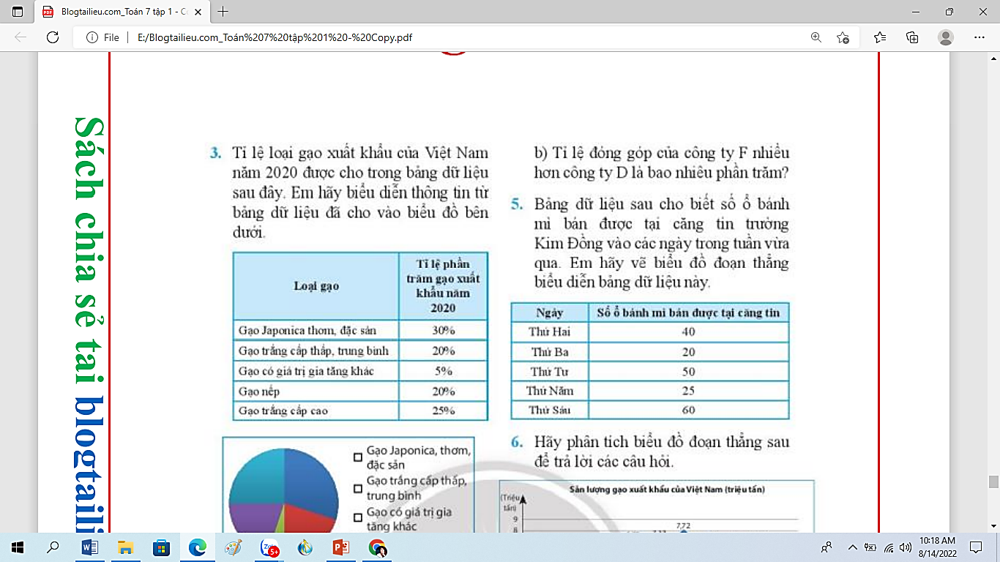 Blogtailieu.com_Toán 7 tập 1 - C
File
E:/Blogtailieu.com_Toán%207%20tập%201%20-%20Copy.pdf
Sách chia sẻ tại blogtaili
3. Tỉ lệ loại gạo xuất khẩu của Việt Nam
năm 2020 được cho trong bảng dữ liệu
sau đây. Em hãy biểu diễn thông tin từ
bảng dữ liệu đã cho vào biểu đồ bên
dưới.
Loại gạo
Tỉ lệ phần
trăm gạo xuất
khẩu năm
2020
Gạo Japonica thơm, đặc sản 30%
Gạo trắng cấp thấp, trung bình 20%
Gạo có giá trị gia tăng khác 5%
Gạo nếp 20%
Gạo trắng cấp cao 25%
Gạo Japonica, thơm,
đặc sản
Gạo trắng cấp thấp,
trung bình
Gạo có giá trị gia
tăng khác
b) Tỉ lệ đóng góp của công ty F nhiều
hơn công ty D là bao nhiêu phần trăm?
5. Bảng dữ liệu sau cho biết số ổ bánh
mì bán được tại căng tin trường
Kim Đồng vào các ngày trong tuần vừa
qua. Em hãy vẽ biểu đồ đoạn thẳng
biểu diễn bảng dữ liệu này.
Ngày Số ổ bánh mì bán được tại căng tin
Thứ Hai 40
Thứ Ba 20
Thứ Tư 50
Thứ Năm 25
Thứ Sáu 60
6. Hãy phân tích biểu đồ đoạn thẳng sau
để trả lời các câu hỏi.
Sản lượng gạo xuất khẩu của Việt Nam (triệu tấn)
(Triệu
tấn)
9
8
7,72
5+
10:18 AM
8/14/2022